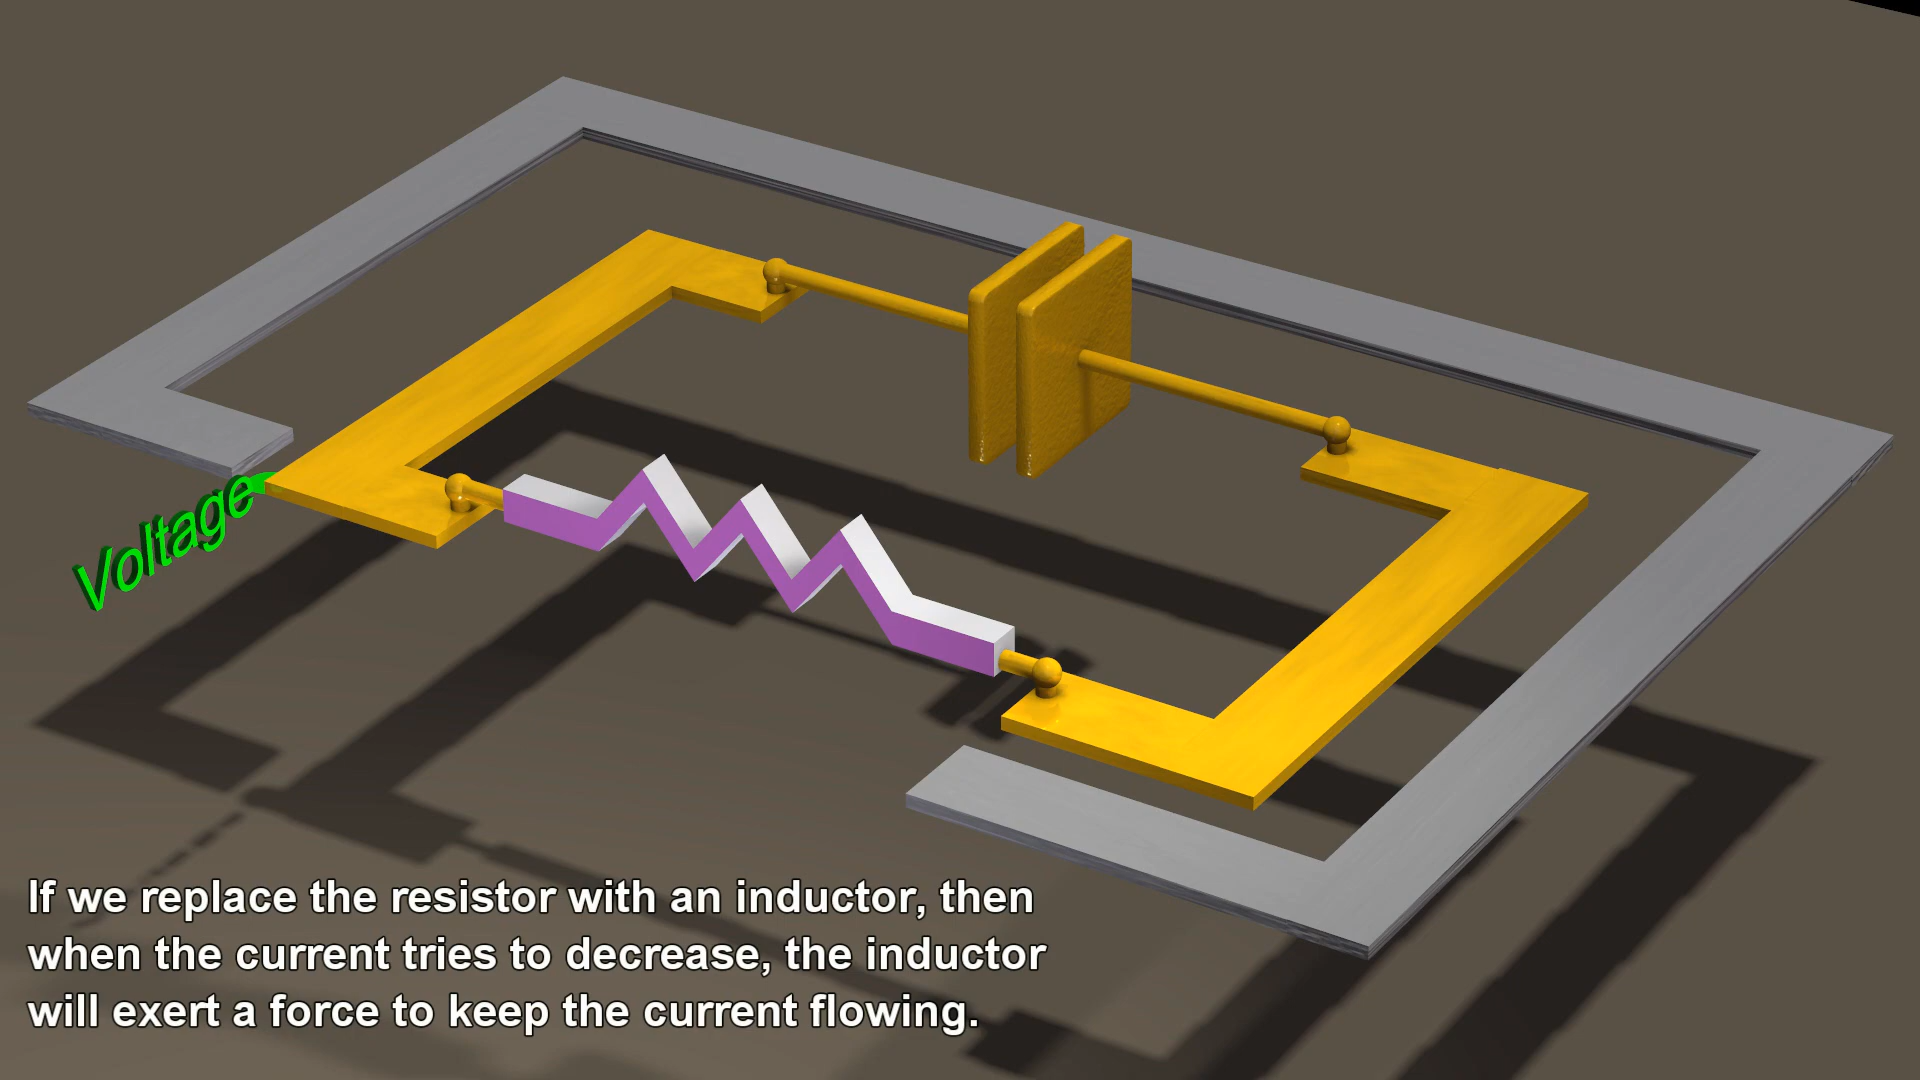 Voltage
If we replace the resistor with an inductor, then
when the current tries to decrease, the inductor
will exert a force to keep the current flowing.